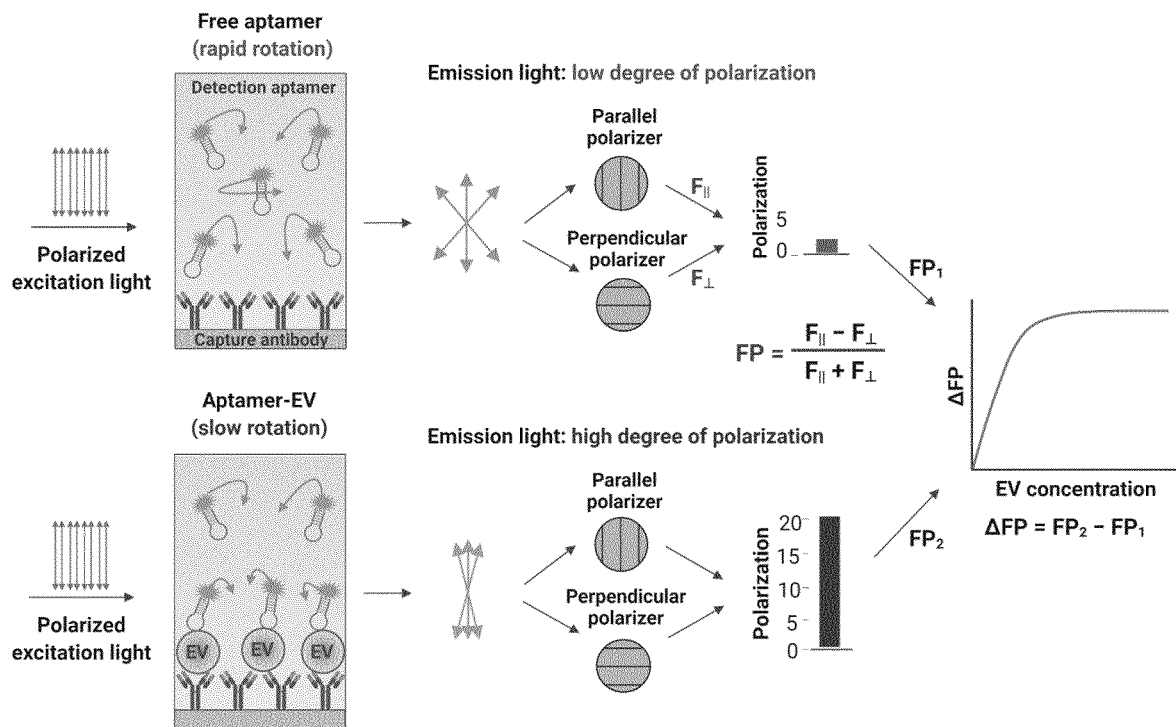 Free aptamer
(rapid rotation)
Detection aptamer
Capture antibody
Polarized
excitation light
Emission light: low degree of polarization
Parallel
polarizer
Perpendicular
polarizer
F||
F⊥
Polarization
5
0
FP₁
FP = F|| − F⊥
F|| + F⊥
Aptamer-EV
(slow rotation)
EV
EV
EV
Polarized
excitation light
Emission light: high degree of polarization
Parallel
polarizer
Perpendicular
polarizer
Polarization
20
15
10
5
0
FP₂
ΔFP
EV concentration
ΔFP = FP₂ − FP₁